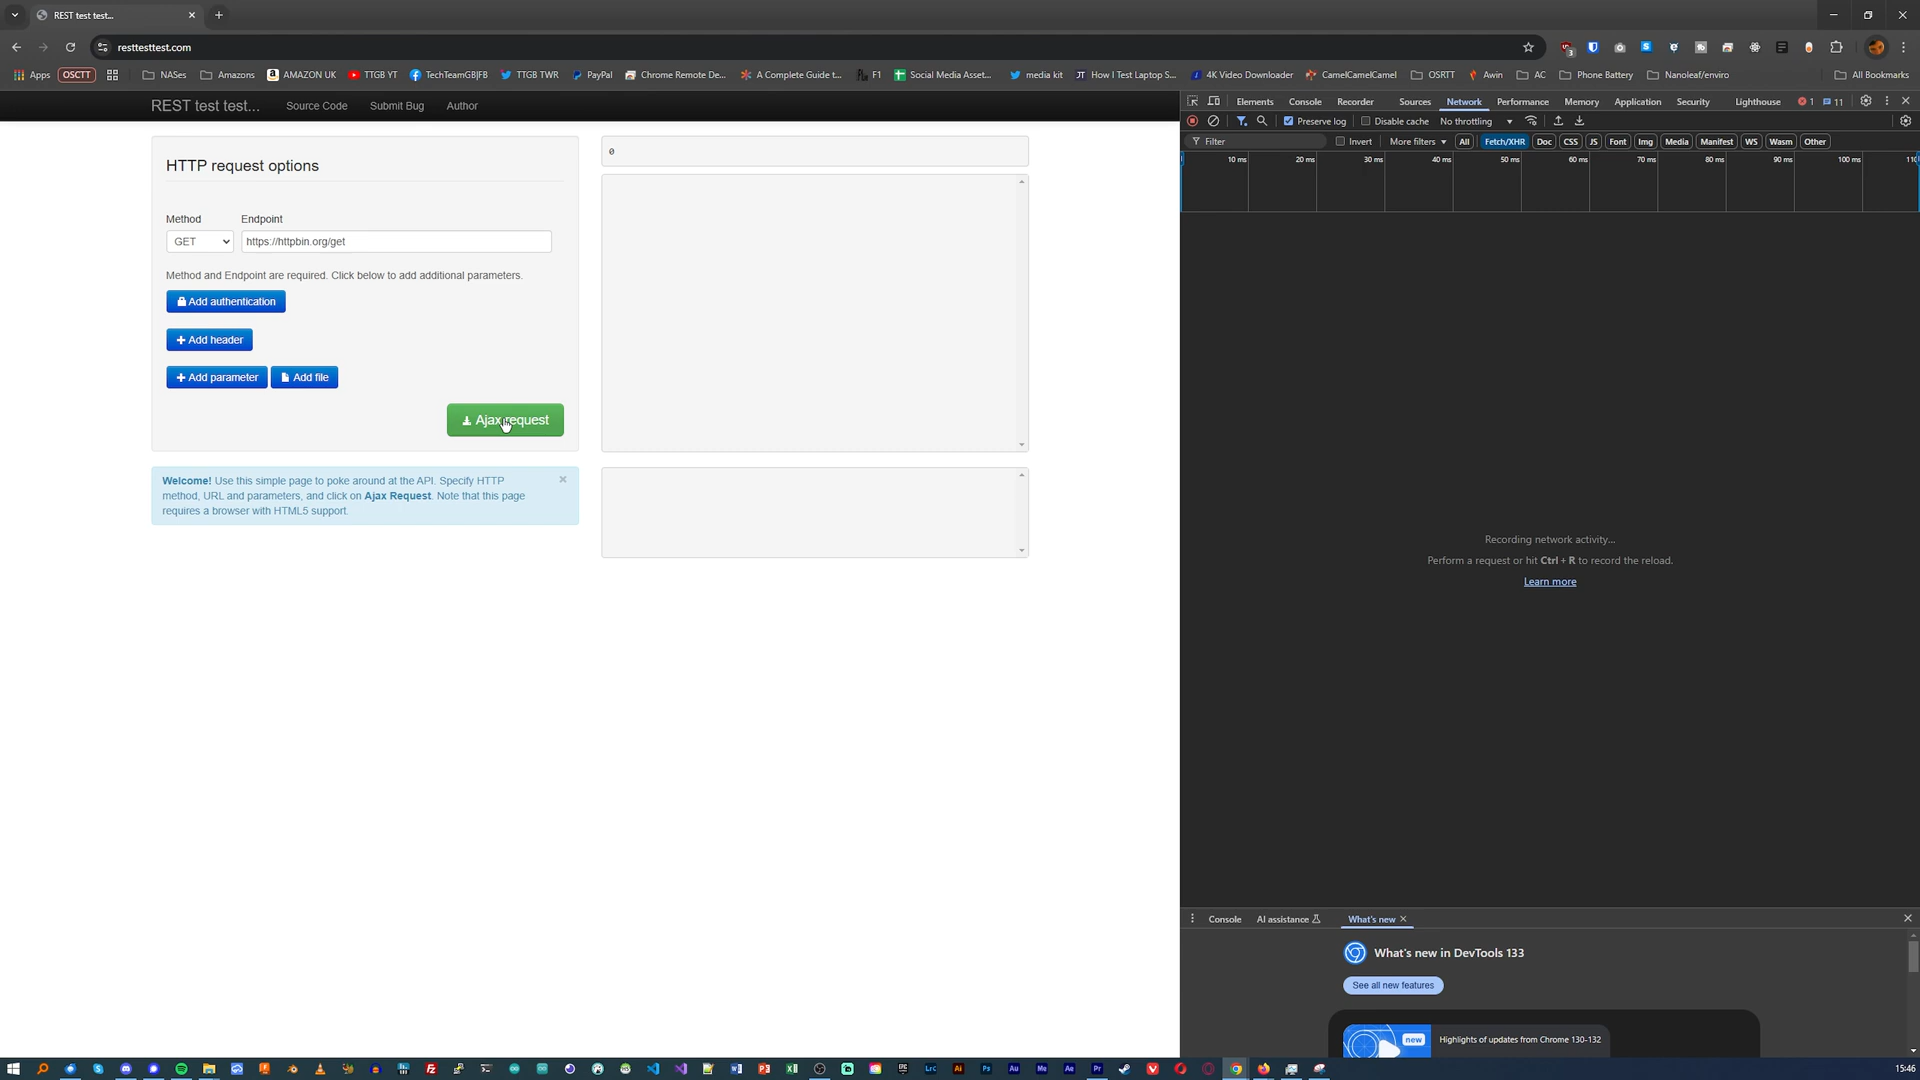 REST test test...
resttesttest.com
Apps
OSCTT
NASes
Amazons
AMAZON UK
TTGB YT
TechTeamGBJFB
TTGB TWR
PayPal
Chrome Remote De...
A Complete Guide t...
F1
Social Media Asset...
media kit
How I Test Laptop S...
4K Video Downloader
CamelCamelCamel
OSRTT
Awin
AC
Phone Battery
Nanoleaf/enviro
All Bookmarks
REST test test...
Source Code
Submit Bug
Author
HTTP request options
Method
Endpoint
GET
https://httpbin.org/get
Method and Endpoint are required. Click below to add additional parameters.
Add authentication
Add header
Add parameter
Add file
Ajax request
Welcome! Use this simple page to poke around at the API. Specify HTTP
method, URL and parameters, and click on Ajax Request. Note that this page
requires a browser with HTML5 support.
0
Elements
Console
Recorder
Sources
Network
Performance
Memory
Application
Security
Lighthouse
1
11
Preserve log
Disable cache
No throttling
Filter
Invert
More filters
All
Fetch/XHR
Doc
CSS
JS
Font
Img
Media
Manifest
WS
Wasm
Other
10 ms
20 ms
30 ms
40 ms
50 ms
60 ms
70 ms
80 ms
90 ms
100 ms
110
Recording network activity...
Perform a request or hit Ctrl + R to record the reload.
Learn more
Console
AI assistance
What's new
What's new in DevTools 133
See all new features
new
Highlights of updates from Chrome 130-132
15:46